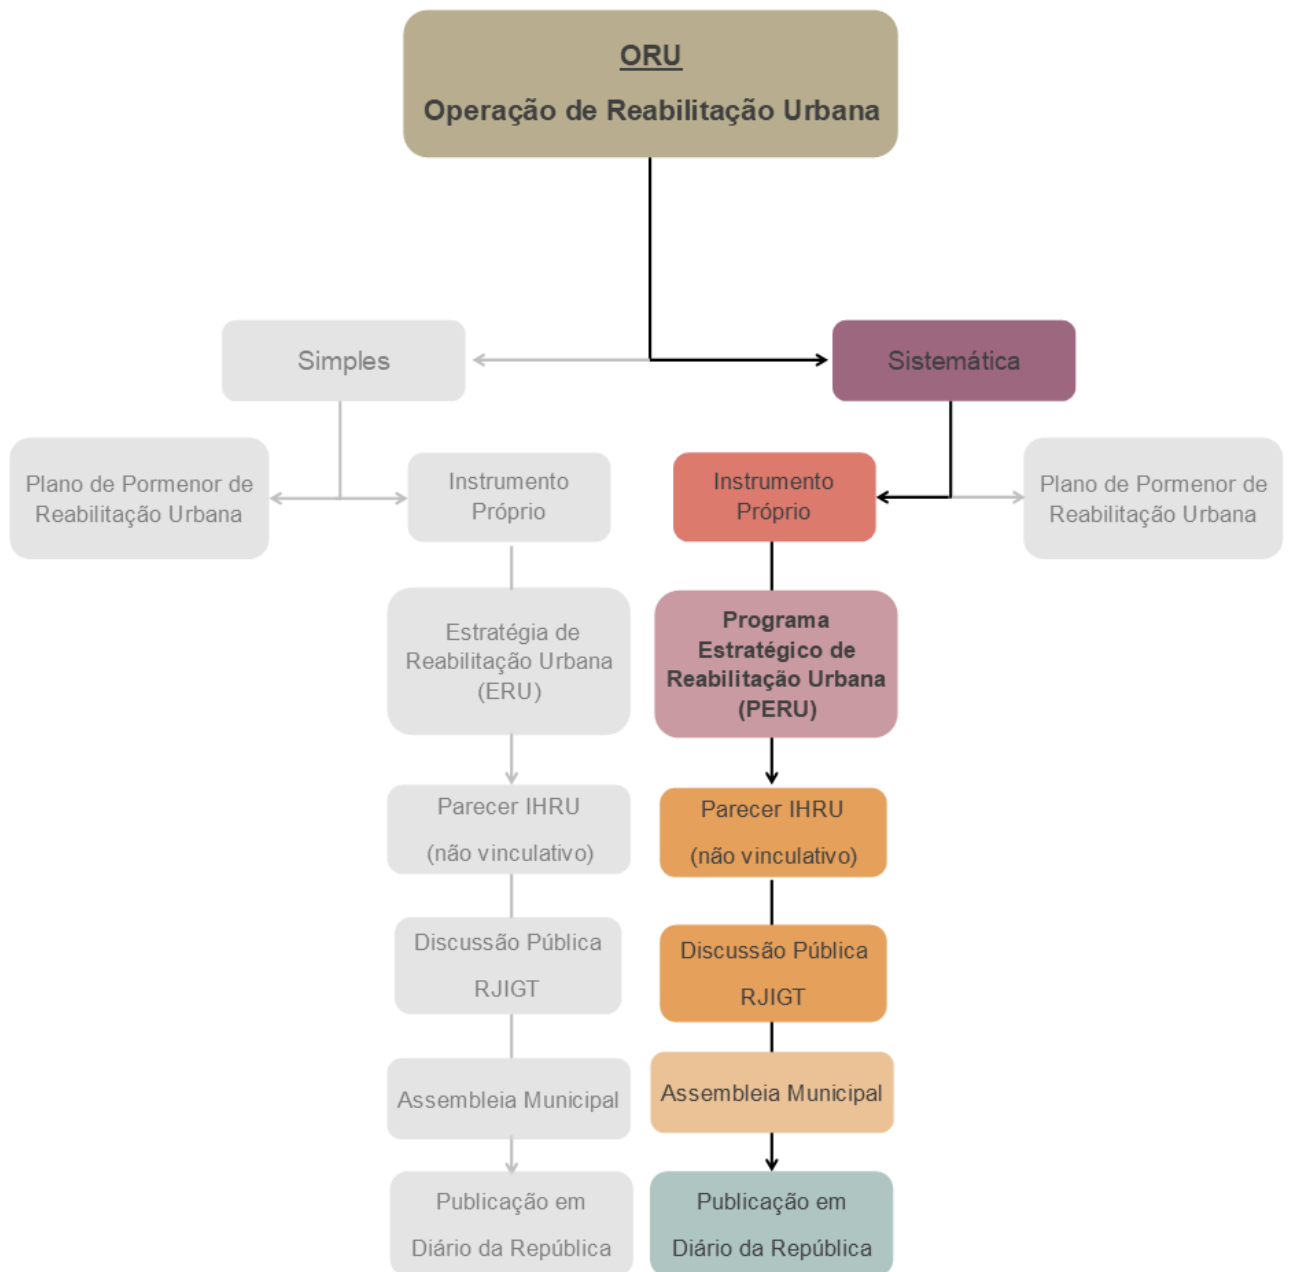 ORU
Operação de Reabilitação Urbana
Simples
Sistemática
Plano de Pormenor de
Reabilitação Urbana
Instrumento
Próprio
Instrumento
Próprio
Plano de Pormenor de
Reabilitação Urbana
Estratégia de
Reabilitação Urbana
(ERU)
Programa
Estratégico de
Reabilitação Urbana
(PERU)
Parecer IHRU
(não vinculativo)
Parecer IHRU
(não vinculativo)
Discussão Pública
RJIGT
Discussão Pública
RJIGT
Assembleia Municipal
Assembleia Municipal
Publicação em
Diário da República
Publicação em
Diário da República